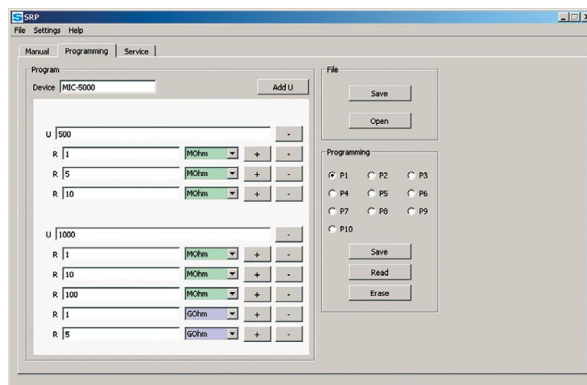 SRP
File Settings Help
Manual Programming Service
Program
Device MIC-5000 Add U
U 500 -
R 1 MOhm + -
R 5 MOhm + -
R 10 MOhm + -
U 1000 -
R 1 MOhm + -
R 10 MOhm + -
R 100 MOhm + -
R 1 GOhm + -
R 5 GOhm + -
File
Save
Open
Programming
P1 P2 P3
P4 P5 P6
P7 P8 P9
P10
Save
Read
Erase